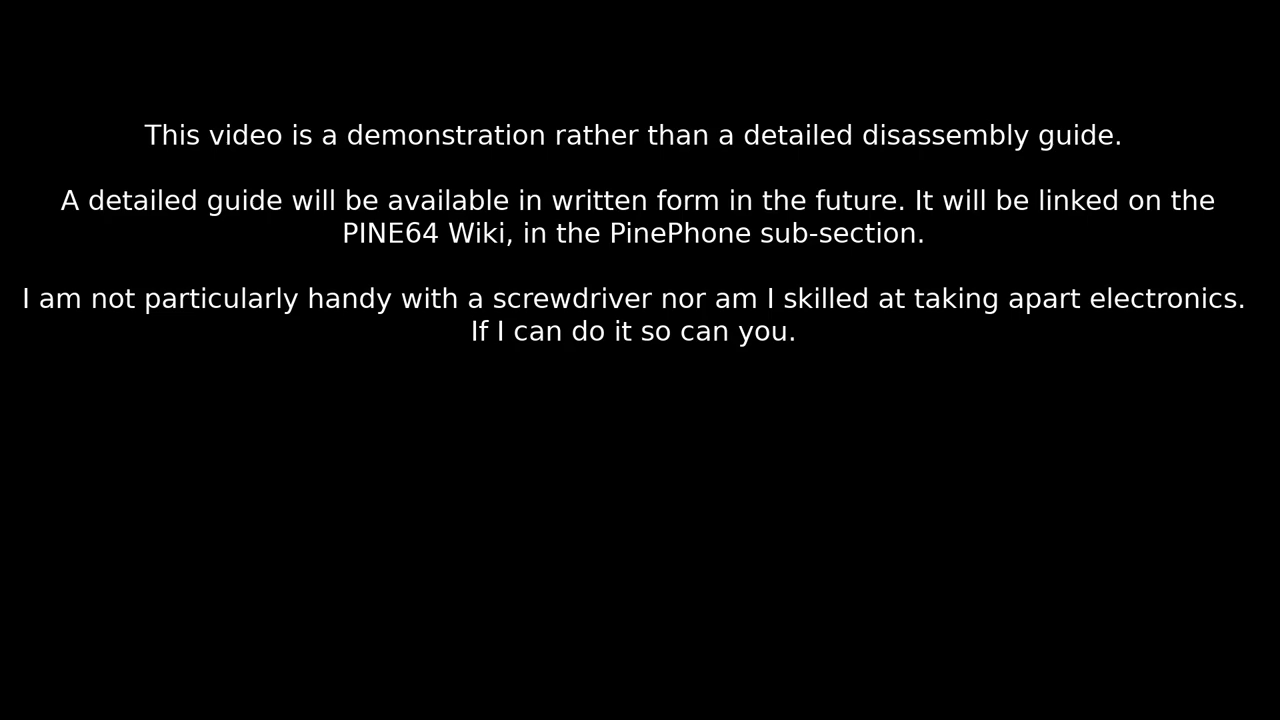 This video is a demonstration rather than a detailed disassembly guide.
A detailed guide will be available in written form in the future. It will be linked on the
PINE64 Wiki, in the PinePhone sub-section.
I am not particularly handy with a screwdriver nor am I skilled at taking apart electronics.
If I can do it so can you.